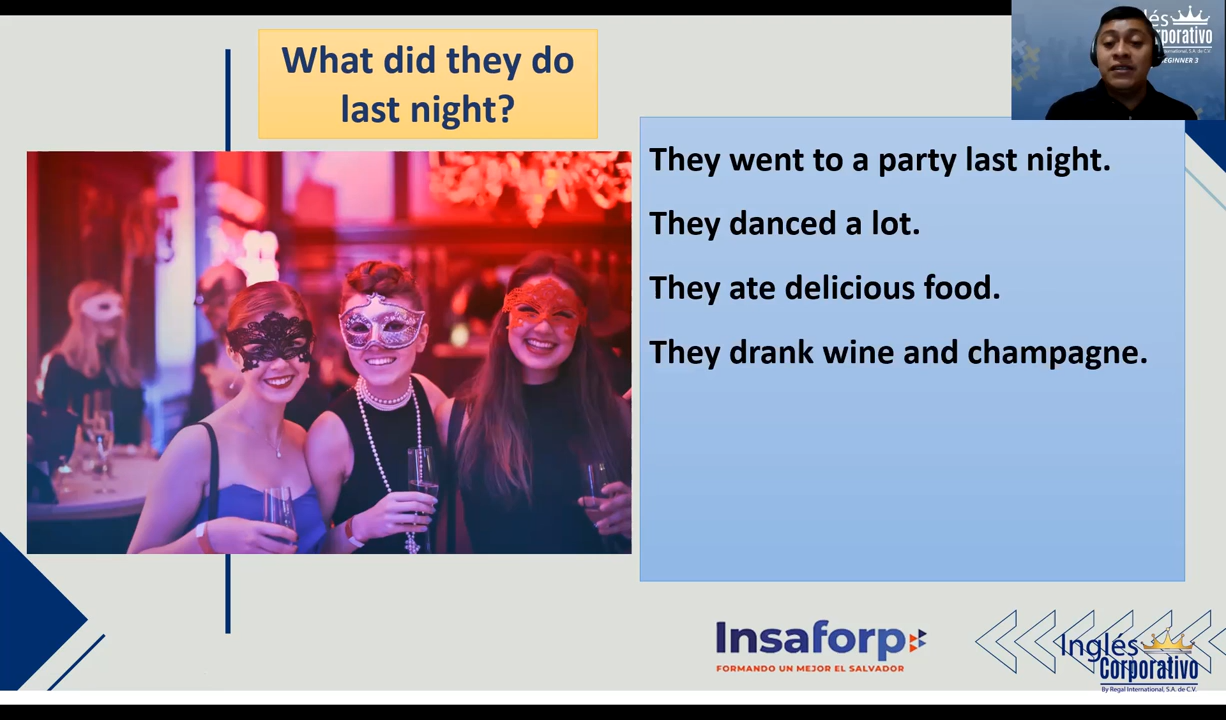 What did they do
last night?
They went to a party last night.
They danced a lot.
They ate delicious food.
They drank wine and champagne.
Insaforp
FORMANDO UN MEJOR EL SALVADOR
Inglés
Corporativo
By Regal International, S.A. de C.V.